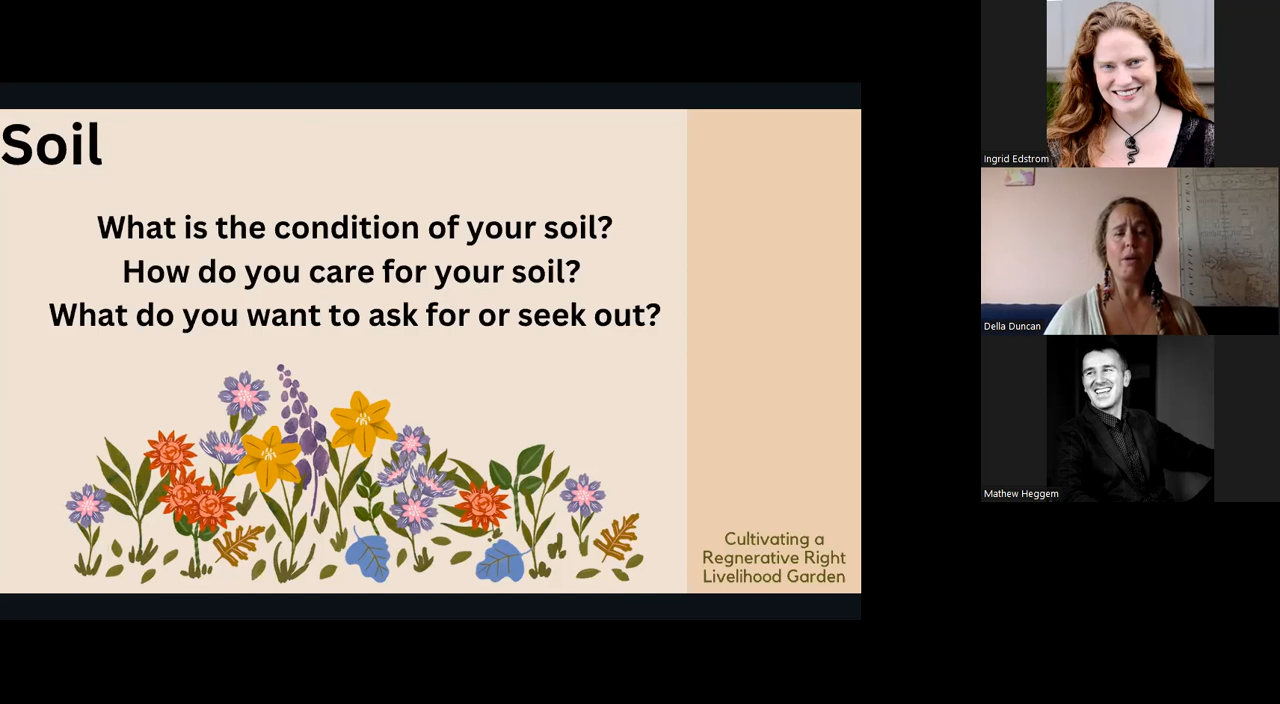 Soil
What is the condition of your soil?
How do you care for your soil?
What do you want to ask for or seek out?
Cultivating a
Regnerative Right
Livelihood Garden
Ingrid Edstrom
Della Duncan
Mathew Heggem